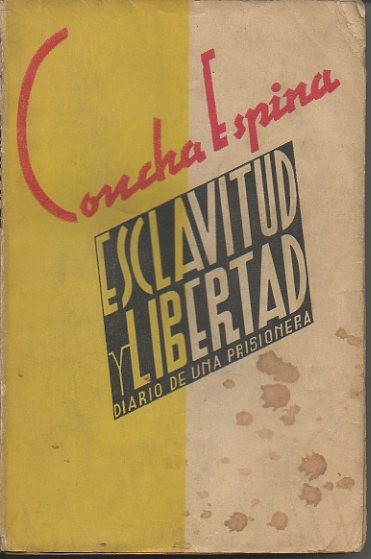 Concha Espina
ESCLAVITUD
Y LIBERTAD
DIARIO DE UNA PRISIONERA